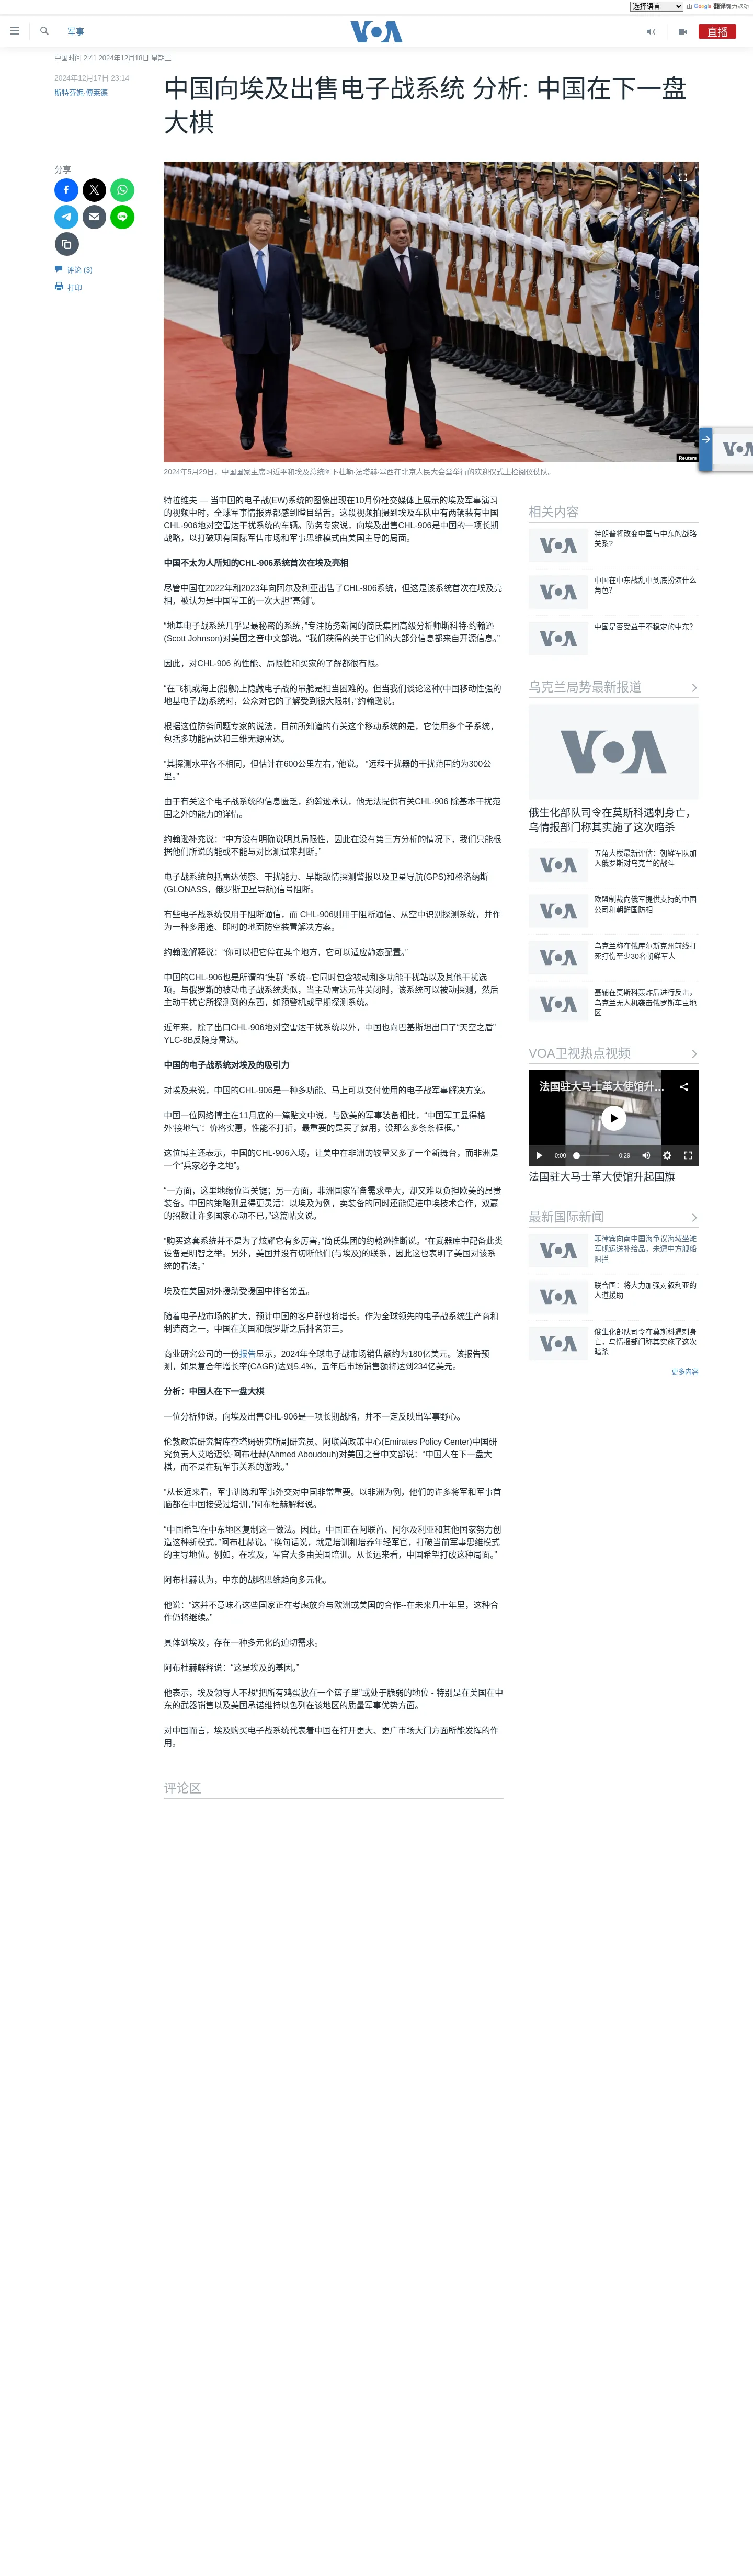 选择语言
由 Google 翻译强力驱动
军事
VOA
直播
中国时间 2:41 2024年12月18日 星期三
2024年12月17日 23:14
斯特芬妮·傅莱德
中国向埃及出售电子战系统 分析: 中国在下一盘
大棋
分享
评论 (3)
打印
Reuters
2024年5月29日，中国国家主席习近平和埃及总统阿卜杜勒·法塔赫·塞西在北京人民大会堂举行的欢迎仪式上检阅仪仗队。
特拉维夫 — 当中国的电子战(EW)系统的图像出现在10月份社交媒体上展示的埃及军事演习
的视频中时，全球军事情报界都感到瞠目结舌。这段视频拍摄到埃及车队中有两辆装有中国
CHL-906地对空雷达干扰系统的车辆。防务专家说，向埃及出售CHL-906是中国的一项长期
战略，以打破现有国际军售市场和军事思维模式由美国主导的局面。
中国不太为人所知的CHL-906系统首次在埃及亮相
尽管中国在2022年和2023年向阿尔及利亚出售了CHL-906系统，但这是该系统首次在埃及亮
相，被认为是中国军工的一次大胆“亮剑”。
“地基电子战系统几乎是最秘密的系统，”专注防务新闻的简氏集团高级分析师斯科特·约翰逊
(Scott Johnson)对美国之音中文部说。“我们获得的关于它们的大部分信息都来自开源信息。”
因此，对CHL-906 的性能、局限性和买家的了解都很有限。
“在飞机或海上(船舰)上隐藏电子战的吊舱是相当困难的。但当我们谈论这种(中国移动性强的
地基电子战)系统时，公众对它的了解受到很大限制，”约翰逊说。
根据这位防务问题专家的说法，目前所知道的有关这个移动系统的是，它使用多个子系统，
包括多功能雷达和三维无源雷达。
“其探测水平各不相同，但估计在600公里左右，”他说。 “远程干扰器的干扰范围约为300公
里。”
由于有关这个电子战系统的信息匮乏，约翰逊承认，他无法提供有关CHL-906 除基本干扰范
围之外的能力的详情。
约翰逊补充说：“中方没有明确说明其局限性，因此在没有第三方分析的情况下，我们只能根
据他们所说的能或不能与对比测试来判断。”
电子战系统包括雷达侦察、干扰能力、早期敌情探测警报以及卫星导航(GPS)和格洛纳斯
(GLONASS，俄罗斯卫星导航)信号阻断。
有些电子战系统仅用于阻断通信，而 CHL-906则用于阻断通信、从空中识别探测系统，并作
为一种多用途、即时的地面防空装置解决方案。
约翰逊解释说：“你可以把它停在某个地方，它可以适应静态配置。”
中国的CHL-906也是所谓的“集群 ”系统--它同时包含被动和多功能干扰站以及其他干扰选
项。与俄罗斯的被动电子战系统类似，当主动雷达元件关闭时，该系统可以被动探测，然后
主动干扰它所探测到的东西，如预警机或早期探测系统。
近年来，除了出口CHL-906地对空雷达干扰系统以外，中国也向巴基斯坦出口了“天空之盾”
YLC-8B反隐身雷达。
中国的电子战系统对埃及的吸引力
对埃及来说，中国的CHL-906是一种多功能、马上可以交付使用的电子战军事解决方案。
中国一位网络博主在11月底的一篇贴文中说，与欧美的军事装备相比，“中国军工显得格
外‘接地气’：价格实惠，性能不打折，最重要的是买了就用，没那么多条条框框。”
这位博主还表示，中国的CHL-906入场，让美中在非洲的较量又多了一个新舞台，而非洲是
一个“兵家必争之地”。
“一方面，这里地缘位置关键；另一方面，非洲国家军备需求量大，却又难以负担欧美的昂贵
装备。中国的策略则显得更灵活：以埃及为例，卖装备的同时还能促进中埃技术合作，双赢
的招数让许多国家心动不已，”这篇帖文说。
“购买这套系统并不是为了炫耀它有多厉害，”简氏集团的约翰逊推断说。“在武器库中配备此类
设备是明智之举。另外，美国并没有切断他们(与埃及)的联系，因此这也表明了美国对该系
统的看法。”
埃及在美国对外援助受援国中排名第五。
随着电子战市场的扩大，预计中国的客户群也将增长。作为全球领先的电子战系统生产商和
制造商之一，中国在美国和俄罗斯之后排名第三。
商业研究公司的一份报告显示，2024年全球电子战市场销售额约为180亿美元。该报告预
测，如果复合年增长率(CAGR)达到5.4%，五年后市场销售额将达到234亿美元。
分析：中国人在下一盘大棋
一位分析师说，向埃及出售CHL-906是一项长期战略，并不一定反映出军事野心。
伦敦政策研究智库查塔姆研究所副研究员、阿联酋政策中心(Emirates Policy Center)中国研
究负责人艾哈迈德·阿布杜赫(Ahmed Aboudouh)对美国之音中文部说：“中国人在下一盘大
棋，而不是在玩军事关系的游戏。”
“从长远来看，军事训练和军事外交对中国非常重要。以非洲为例，他们的许多将军和军事首
脑都在中国接受过培训，”阿布杜赫解释说。
“中国希望在中东地区复制这一做法。因此，中国正在阿联酋、阿尔及利亚和其他国家努力创
造这种新模式，”阿布杜赫说。“换句话说，就是培训和培养年轻军官，打破当前军事思维模式
的主导地位。例如，在埃及，军官大多由美国培训。从长远来看，中国希望打破这种局面。”
阿布杜赫认为，中东的战略思维趋向多元化。
他说：“这并不意味着这些国家正在考虑放弃与欧洲或美国的合作--在未来几十年里，这种合
作仍将继续。”
具体到埃及，存在一种多元化的迫切需求。
阿布杜赫解释说：“这是埃及的基因。”
他表示，埃及领导人不想“把所有鸡蛋放在一个篮子里”或处于脆弱的地位 - 特别是在美国在中
东的武器销售以及美国承诺维持以色列在该地区的质量军事优势方面。
对中国而言，埃及购买电子战系统代表着中国在打开更大、更广市场大门方面所能发挥的作
用。
评论区
相关内容
特朗普将改变中国与中东的战略
关系?
中国在中东战乱中到底扮演什么
角色?
中国是否受益于不稳定的中东?
乌克兰局势最新报道
俄生化部队司令在莫斯科遇刺身亡，
乌情报部门称其实施了这次暗杀
五角大楼最新评估：朝鲜军队加
入俄罗斯对乌克兰的战斗
欧盟制裁向俄军提供支持的中国
公司和朝鲜国防相
乌克兰称在俄库尔斯克州前线打
死打伤至少30名朝鲜军人
基辅在莫斯科轰炸后进行反击，
乌克兰无人机袭击俄罗斯车臣地
区
VOA卫视热点视频
法国驻大马士革大使馆升...
0:00
0:29
法国驻大马士革大使馆升起国旗
最新国际新闻
菲律宾向南中国海争议海域坐滩
军舰运送补给品，未遭中方舰船
阻拦
联合国：将大力加强对叙利亚的
人道援助
俄生化部队司令在莫斯科遇刺身
亡，乌情报部门称其实施了这次
暗杀
更多内容